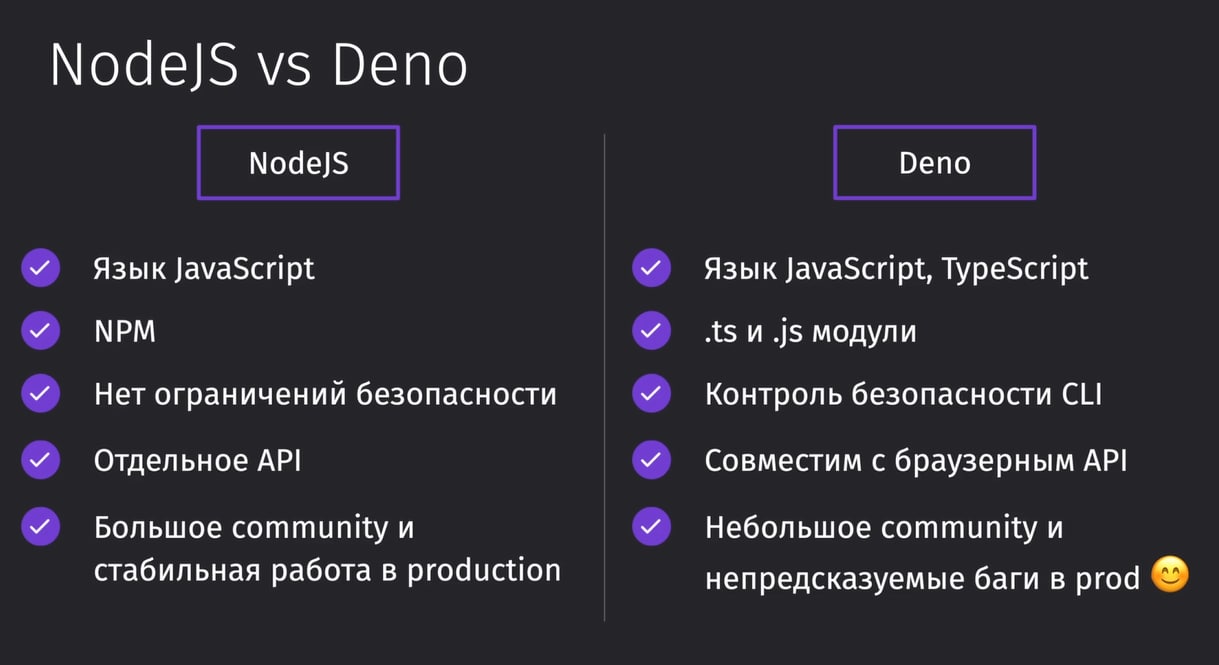 NodeJS vs Deno
NodeJS
Язык JavaScript
NPM
Нет ограничений безопасности
Отдельное API
Большое community и
стабильная работа в production
Deno
Язык JavaScript, TypeScript
.ts и .js модули
Контроль безопасности CLI
Совместим с браузерным API
Небольшое community и
непредсказуемые баги в prod 😊